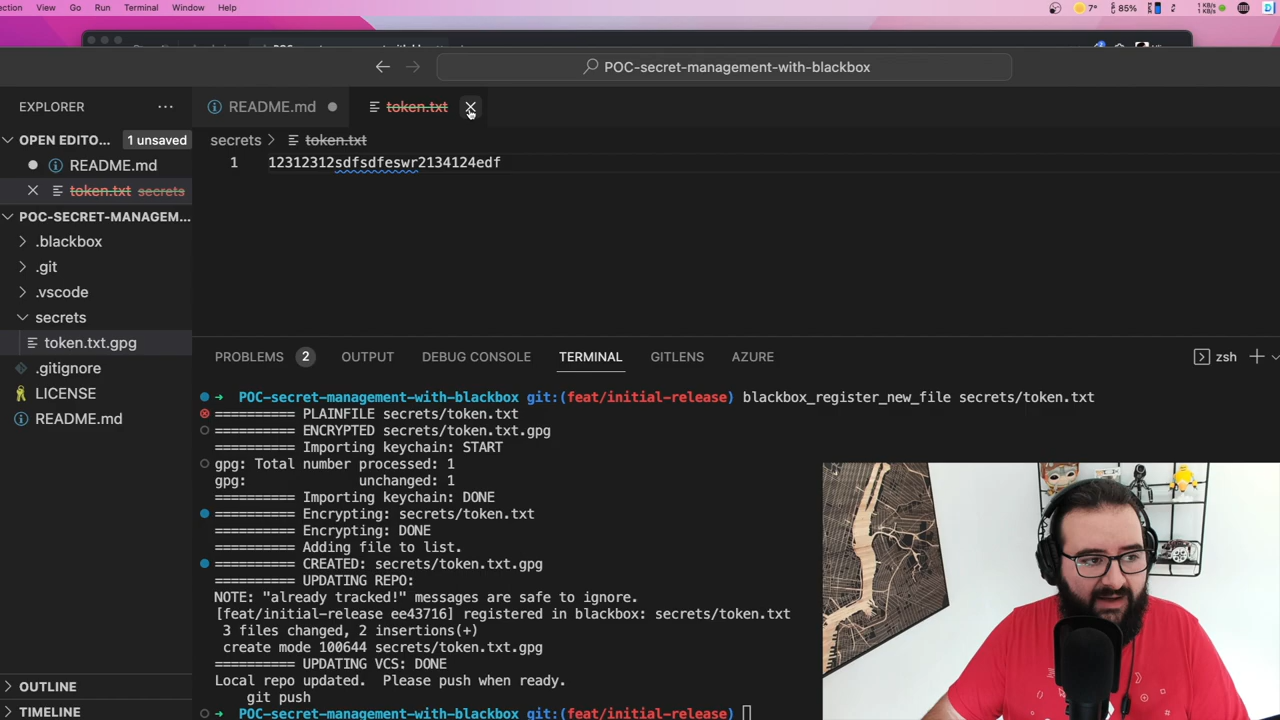 ection View Go Run Terminal Window Help
7° 85% 1 KB/s 1 KB/s
POC-secret-management-with-blackbox
EXPLORER
README.md token.txt
OPEN EDITO... 1 unsaved
secrets token.txt
1 12312312sdfsdfeswr2134124edf
README.md
token.txt secrets
POC-SECRET-MANAGEM...
.blackbox
.git
.vscode
secrets
token.txt.gpg
.gitignore
LICENSE
README.md
OUTLINE
TIMELINE
PROBLEMS 2 OUTPUT DEBUG CONSOLE TERMINAL GITLENS AZURE zsh
➜ POC-secret-management-with-blackbox git:(feat/initial-release) blackbox_register_new_file secrets/token.txt
========== PLAINFILE secrets/token.txt
========== ENCRYPTED secrets/token.txt.gpg
========== Importing keychain: START
gpg: Total number processed: 1
gpg: unchanged: 1
========== Importing keychain: DONE
========== Encrypting: secrets/token.txt
========== Encrypting: DONE
========== Adding file to list.
========== CREATED: secrets/token.txt.gpg
========== UPDATING REPO:
NOTE: "already tracked!" messages are safe to ignore.
[feat/initial-release ee43716] registered in blackbox: secrets/token.txt
3 files changed, 2 insertions(+)
create mode 100644 secrets/token.txt.gpg
========== UPDATING VCS: DONE
Local repo updated. Please push when ready.
git push
➜ POC-secret-management-with-blackbox git:(feat/initial-release)